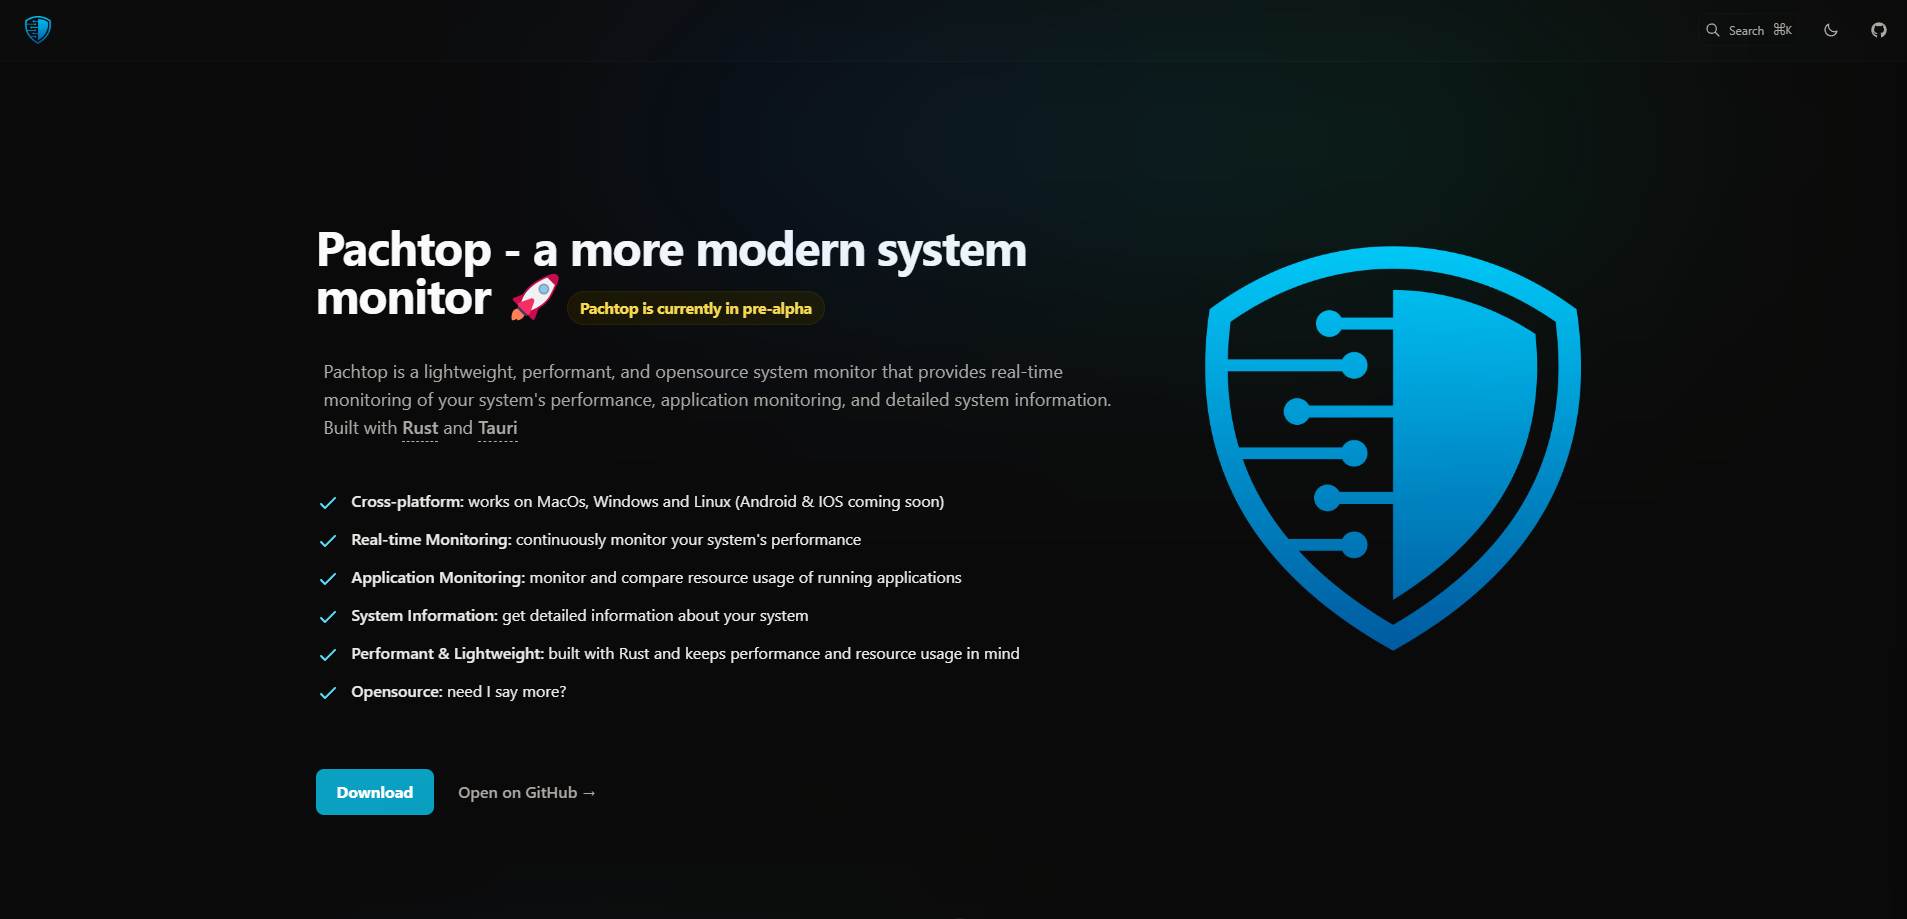 Search ⌘K
Pachtop - a more modern system
monitor 🚀 Pachtop is currently in pre-alpha
Pachtop is a lightweight, performant, and opensource system monitor that provides real-time
monitoring of your system's performance, application monitoring, and detailed system information.
Built with Rust and Tauri
Cross-platform: works on MacOs, Windows and Linux (Android & IOS coming soon)
Real-time Monitoring: continuously monitor your system's performance
Application Monitoring: monitor and compare resource usage of running applications
System Information: get detailed information about your system
Performant & Lightweight: built with Rust and keeps performance and resource usage in mind
Opensource: need I say more?
Download Open on GitHub →